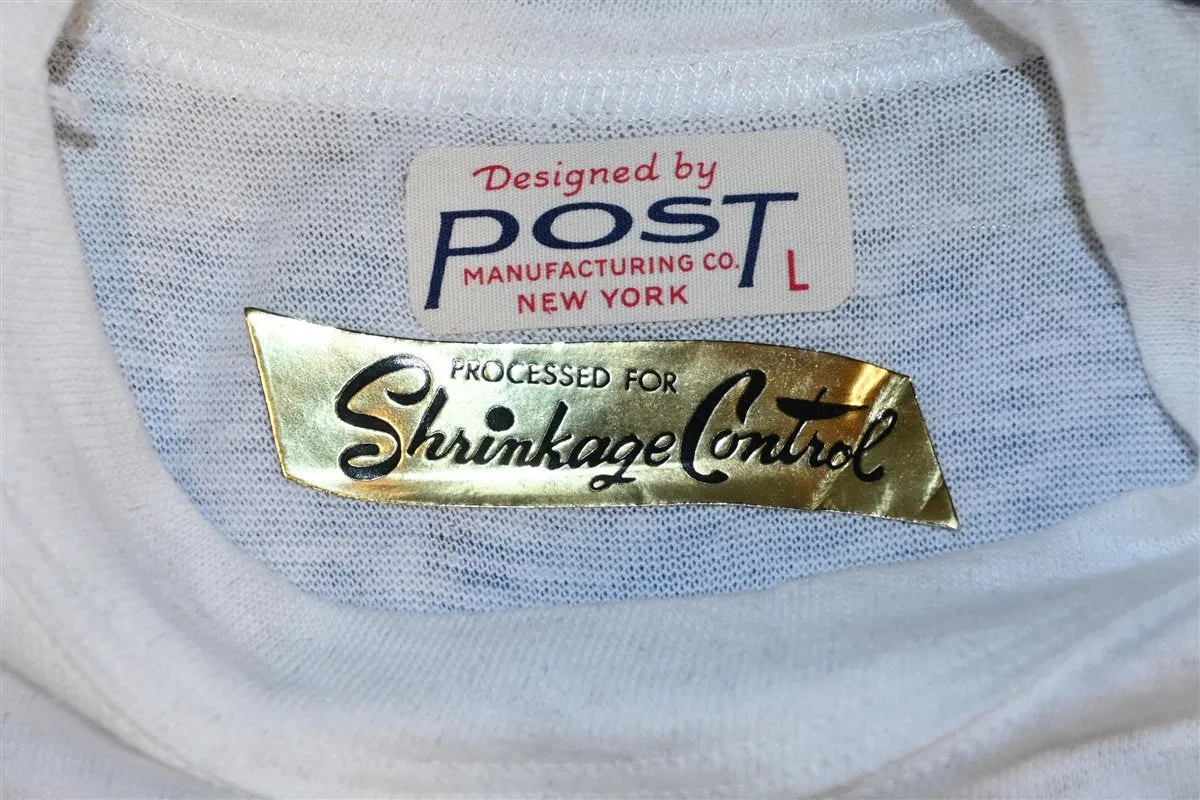 Designed by
POST
MANUFACTURING CO.
L
NEW YORK
PROCESSED FOR
Shrinkage Control